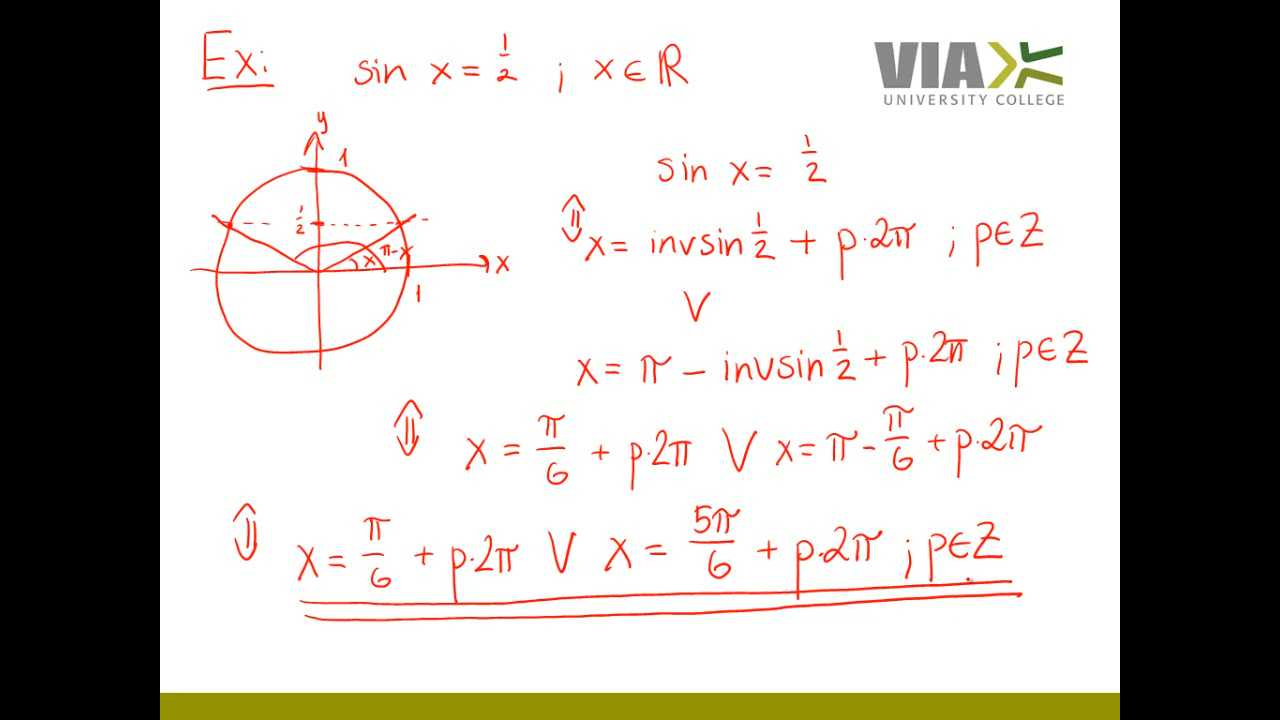 Ex: sin x = 1/2 ; x ∈ ℝ
VIA
UNIVERSITY COLLEGE
y
1
1/2
x
π-x
x
1
sin x = 1/2
⇕ x = invsin 1/2 + p·2π ; p∈Z
V
x = π - invsin 1/2 + p·2π ; p∈Z
⇕ x = π/6 + p·2π V x = π - π/6 + p·2π
⇕ x = π/6 + p·2π V x = 5π/6 + p·2π ; p∈Z